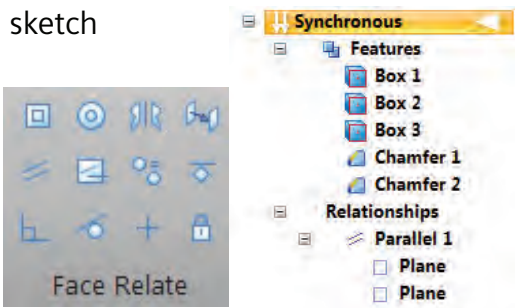 sketch
Face Relate
Synchronous
Features
Box 1
Box 2
Box 3
Chamfer 1
Chamfer 2
Relationships
Parallel 1
Plane
Plane